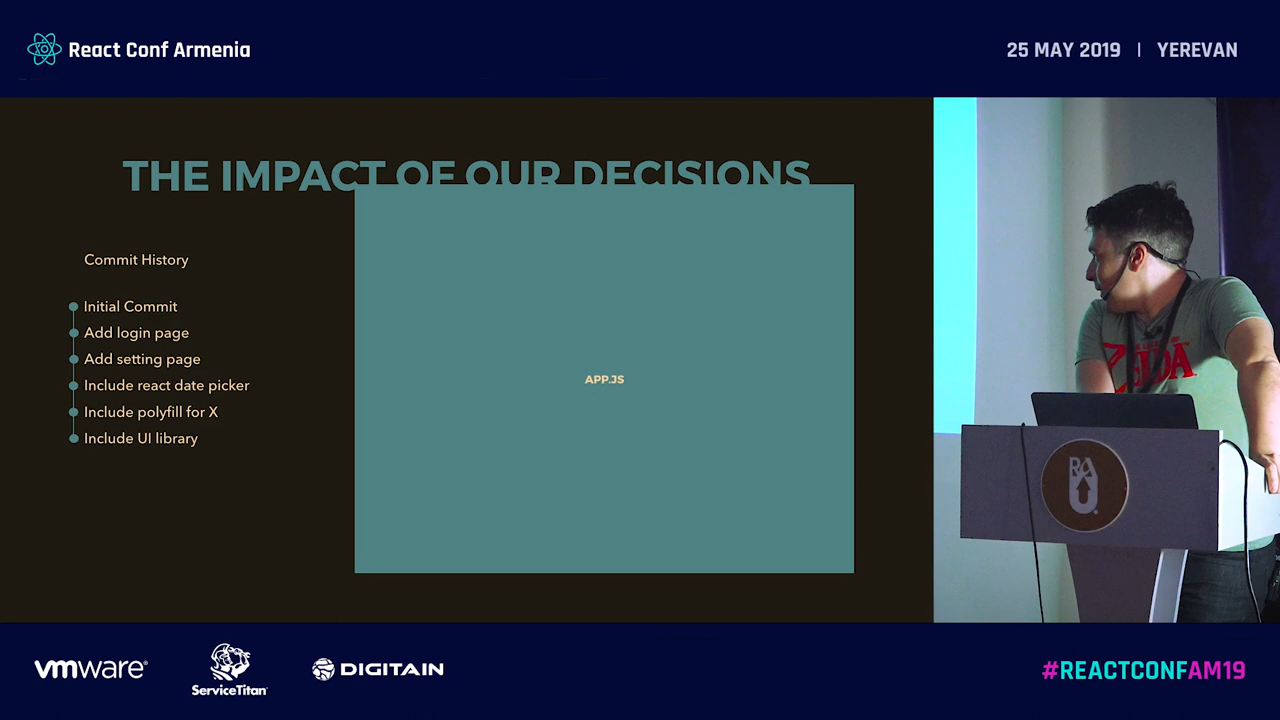 React Conf Armenia
25 MAY 2019 | YEREVAN
THE IMPACT OF OUR DECISIONS
Commit History
Initial Commit
Add login page
Add setting page
Include react date picker
Include polyfill for X
Include UI library
APP.JS
ZELDA
vmware®
ServiceTitan
DIGITAIN
#REACTCONFAM19